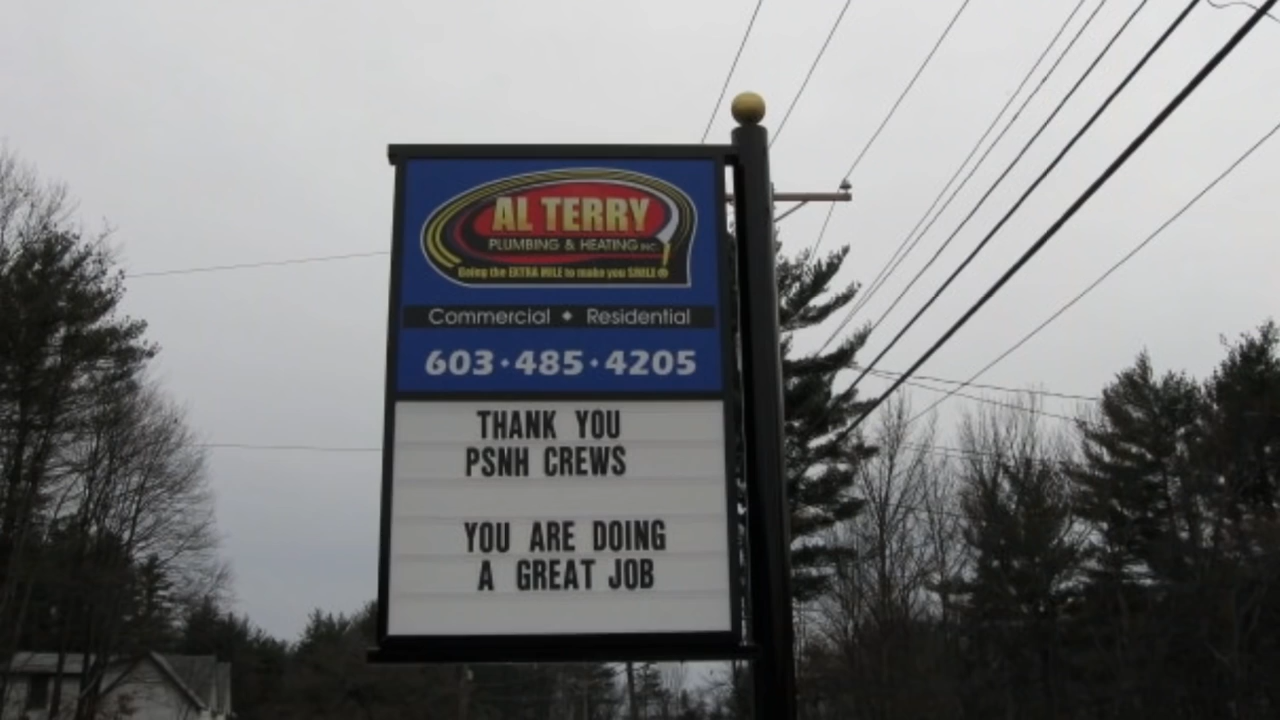 AL TERRY
PLUMBING & HEATING INC.
Going the EXTRA MILE to make you SMILE
Commercial • Residential
603·485·4205
THANK YOU
PSNH CREWS
YOU ARE DOING
A GREAT JOB